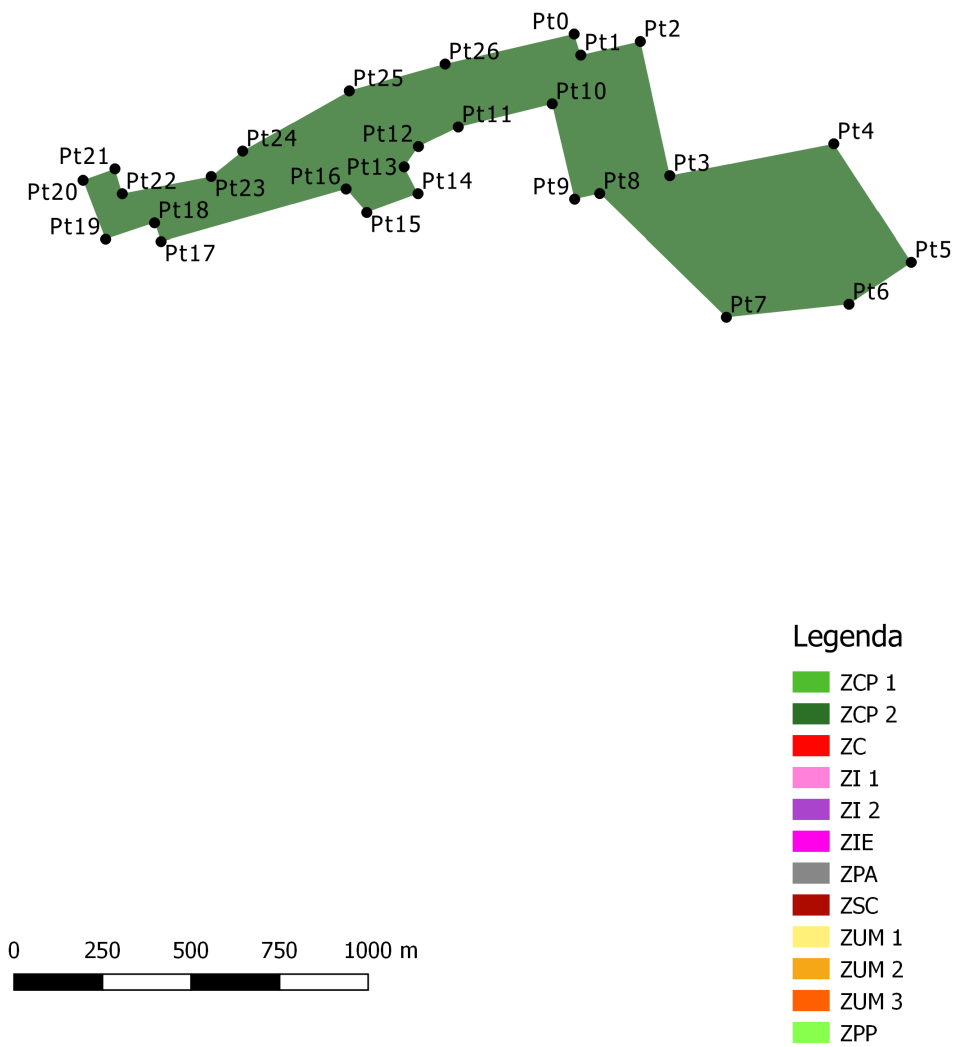 Pt0
Pt1
Pt2
Pt26
Pt25
Pt10
Pt11
Pt12
Pt4
Pt24
Pt21
Pt13
Pt3
Pt16
Pt20
Pt22
Pt23
Pt14
Pt9
Pt8
Pt18
Pt15
Pt19
Pt17
Pt5
Pt6
Pt7
Legenda
ZCP 1
ZCP 2
ZC
ZI 1
ZI 2
ZIE
ZPA
ZSC
ZUM 1
ZUM 2
ZUM 3
ZPP
0 250 500 750 1000 m